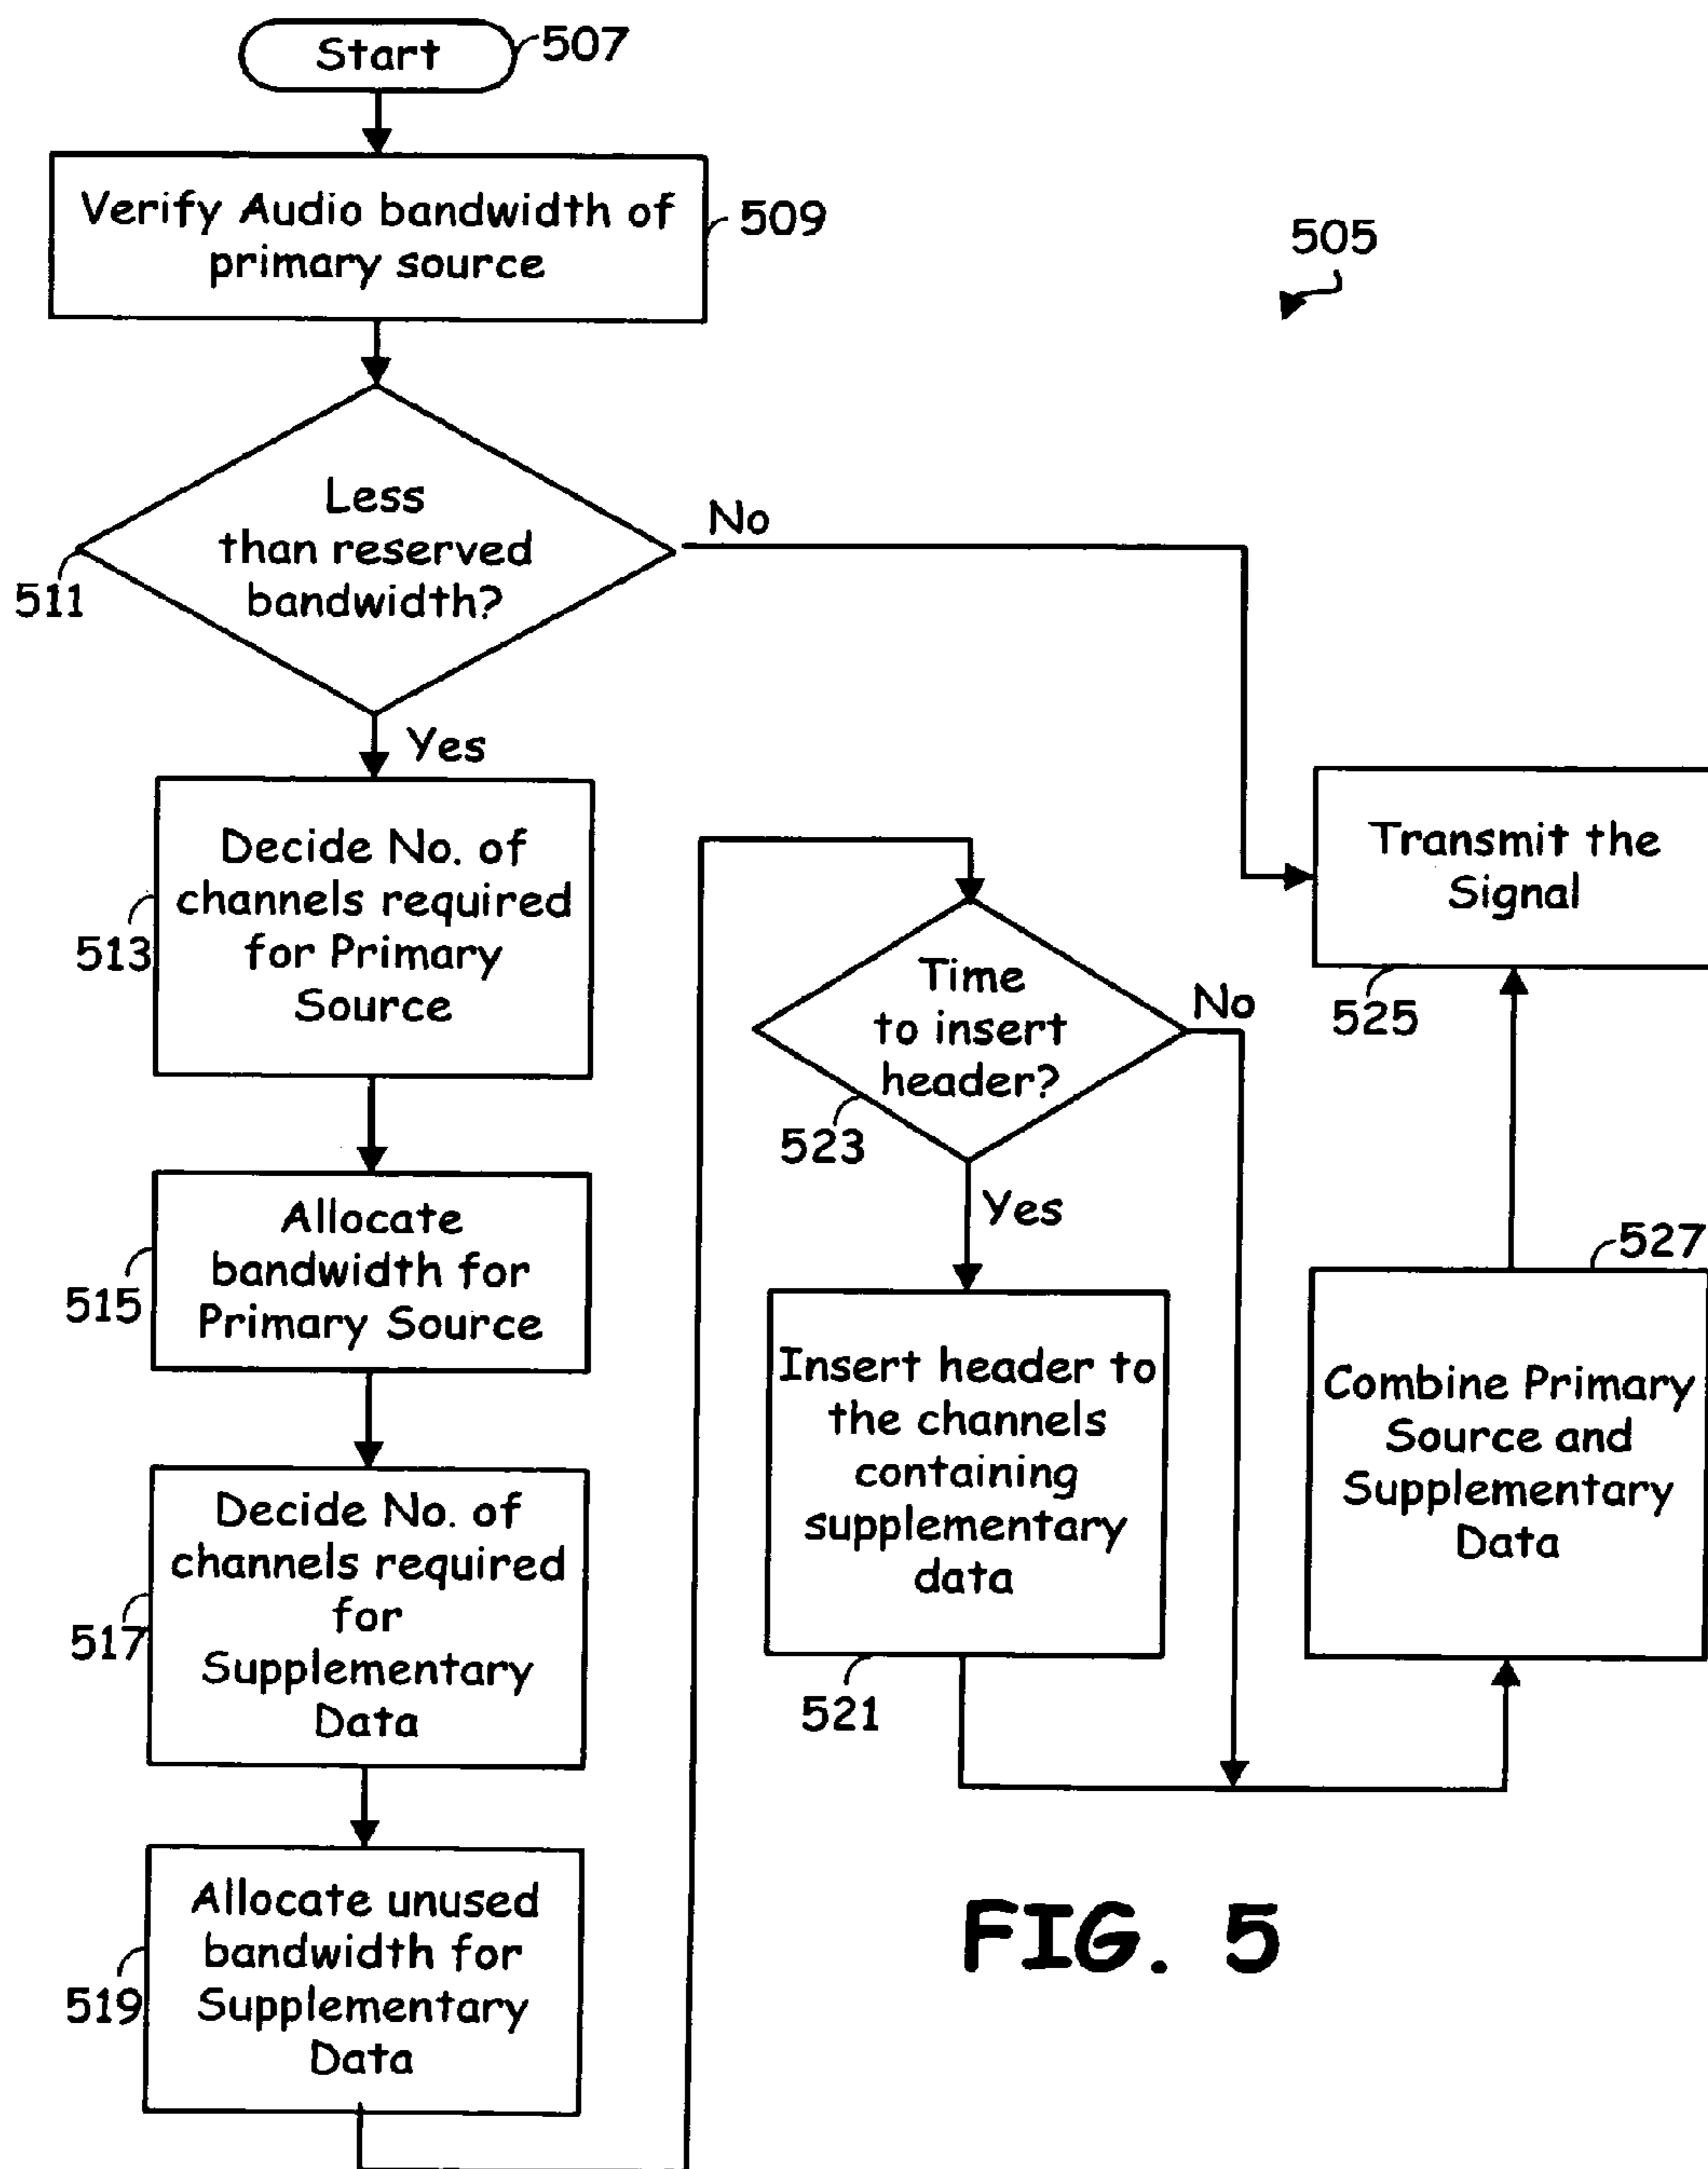 Start
507
Verify Audio bandwidth of
primary source
509
505
Less
than reserved
bandwidth?
511
No
Yes
Decide No. of
channels required
for Primary
Source
513
Allocate
bandwidth for
Primary Source
515
Decide No. of
channels required
for
Supplementary
Data
517
Allocate unused
bandwidth for
Supplementary
Data
519
Time
to insert
header?
523
No
Yes
Insert header to
the channels
containing
supplementary
data
521
Transmit the
Signal
525
527
Combine Primary
Source and
Supplementary
Data
FIG. 5